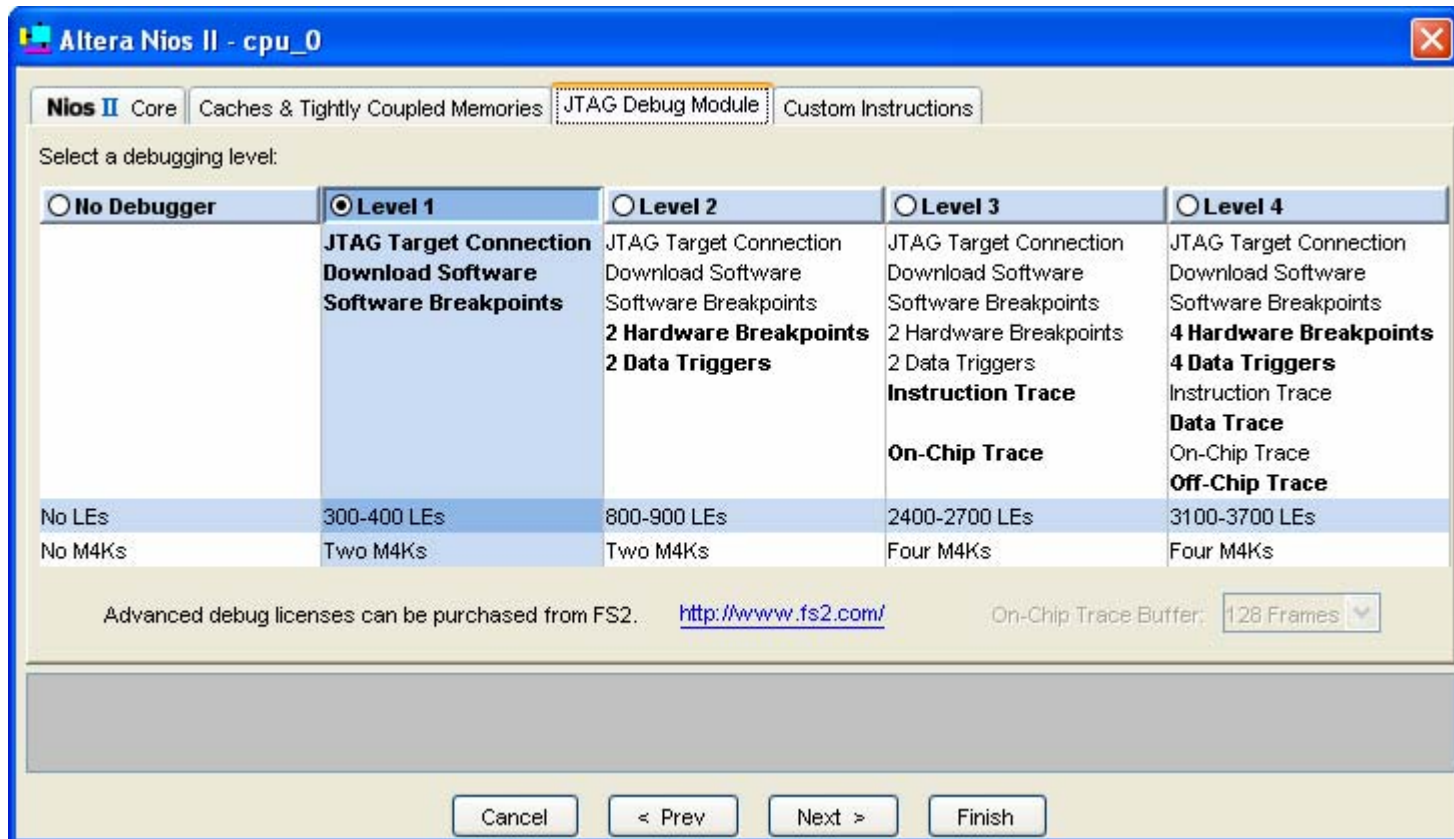 Altera Nios II - cpu_0
Nios II Core Caches & Tightly Coupled Memories JTAG Debug Module Custom Instructions
Select a debugging level:
No Debugger Level 1 Level 2 Level 3 Level 4
JTAG Target Connection JTAG Target Connection JTAG Target Connection JTAG Target Connection
Download Software Download Software Download Software Download Software
Software Breakpoints Software Breakpoints Software Breakpoints Software Breakpoints
2 Hardware Breakpoints 2 Hardware Breakpoints 4 Hardware Breakpoints
2 Data Triggers 2 Data Triggers 4 Data Triggers
Instruction Trace Instruction Trace
Data Trace
On-Chip Trace On-Chip Trace
Off-Chip Trace
No LEs 300-400 LEs 800-900 LEs 2400-2700 LEs 3100-3700 LEs
No M4Ks Two M4Ks Two M4Ks Four M4Ks Four M4Ks
Advanced debug licenses can be purchased from FS2. http://www.fs2.com/ On-Chip Trace Buffer: 128 Frames
Cancel < Prev Next > Finish